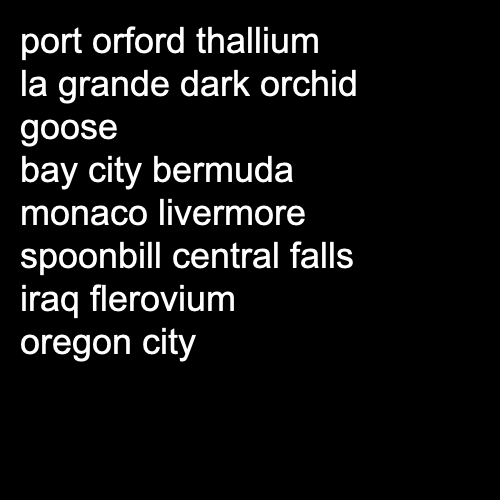 port orford thallium
la grande dark orchid
goose
bay city bermuda
monaco livermore
spoonbill central falls
iraq flerovium
oregon city